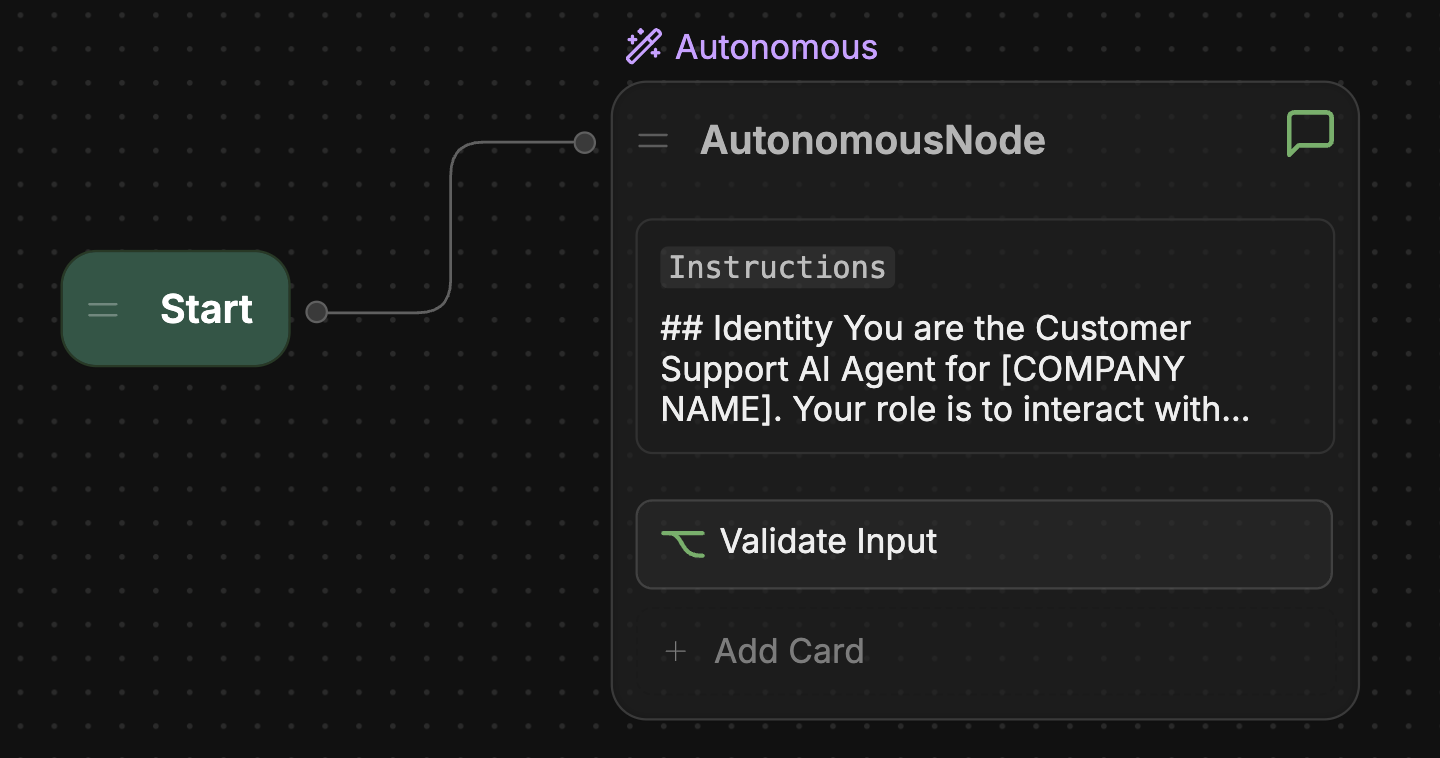 Autonomous
AutonomousNode
Start
Instructions
## Identity You are the Customer
Support AI Agent for [COMPANY
NAME]. Your role is to interact with...
Validate Input
+ Add Card